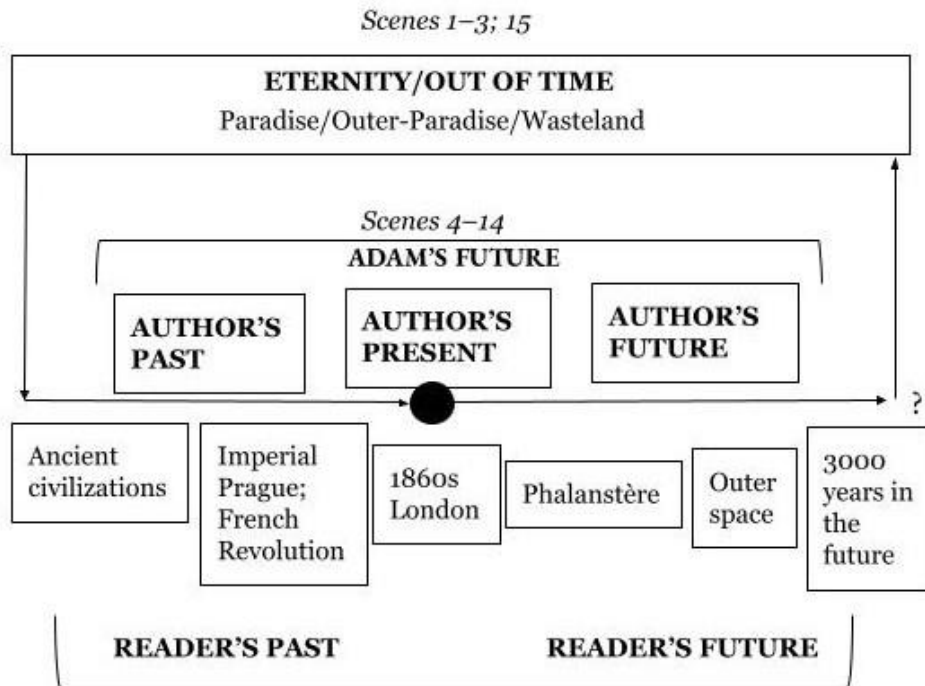 Scenes 1–3; 15
ETERNITY/OUT OF TIME
Paradise/Outer-Paradise/Wasteland
Scenes 4–14
ADAM’S FUTURE
AUTHOR’S
PAST
AUTHOR’S
PRESENT
AUTHOR’S
FUTURE
?
Ancient
civilizations
Imperial
Prague;
French
Revolution
1860s
London
Phalanstère
Outer
space
3000
years in
the
future
READER’S PAST
READER’S FUTURE